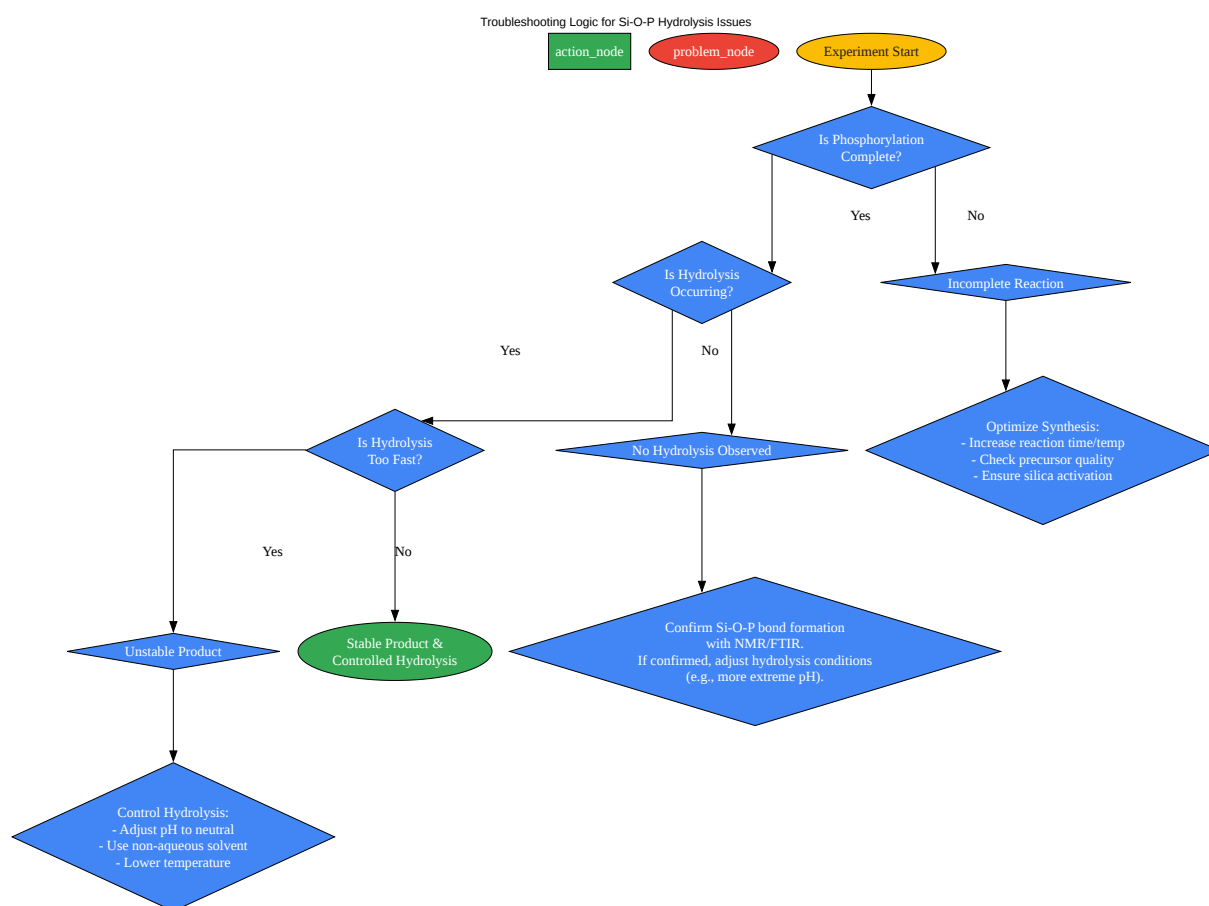 Troubleshooting Logic for Si-O-P Hydrolysis Issues
action_node
problem_node
Experiment Start
Is Phosphorylation
Complete?
Yes
No
Is Hydrolysis
Occurring?
Incomplete Reaction
Yes
No
Optimize Synthesis:
- Increase reaction time/temp
- Check precursor quality
- Ensure silica activation
Is Hydrolysis
Too Fast?
No Hydrolysis Observed
Yes
No
Unstable Product
Stable Product &
Controlled Hydrolysis
Confirm Si-O-P bond formation
with NMR/FTIR.
If confirmed, adjust hydrolysis conditions
(e.g., more extreme pH).
Control Hydrolysis:
- Adjust pH to neutral
- Use non-aqueous solvent
- Lower temperature